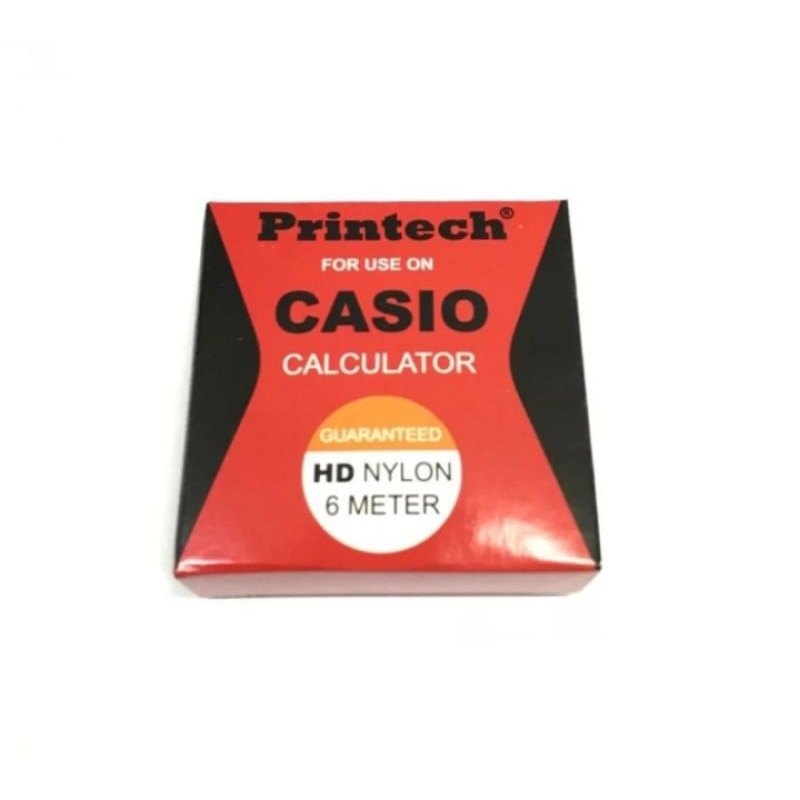 Printech®
FOR USE ON
CASIO
CALCULATOR
GUARANTEED
HD NYLON
6 METER